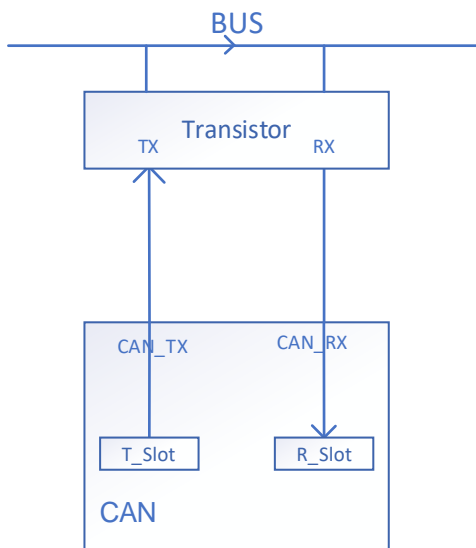 BUS
Transistor
TX RX
CAN_TX CAN_RX
T_Slot R_Slot
CAN